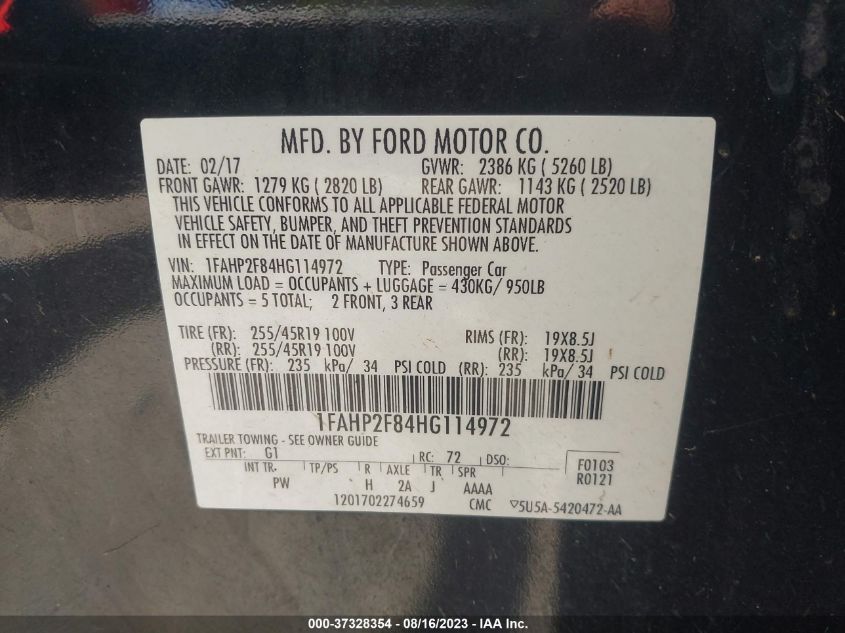 MFD. BY FORD MOTOR CO.
DATE: 02/17 GVWR: 2386 KG ( 5260 LB)
FRONT GAWR: 1279 KG ( 2820 LB) REAR GAWR: 1143 KG ( 2520 LB)
THIS VEHICLE CONFORMS TO ALL APPLICABLE FEDERAL MOTOR
VEHICLE SAFETY, BUMPER, AND THEFT PREVENTION STANDARDS
IN EFFECT ON THE DATE OF MANUFACTURE SHOWN ABOVE.
VIN: 1FAHP2F84HG114972 TYPE: Passenger Car
MAXIMUM LOAD = OCCUPANTS + LUGGAGE = 430KG/ 950LB
OCCUPANTS = 5 TOTAL; 2 FRONT, 3 REAR
TIRE (FR): 255/45R19 100V RIMS (FR): 19X8.5J
(RR): 255/45R19 100V (RR): 19X8.5J
PRESSURE (FR): 235 kPa/ 34 PSI COLD (RR): 235 kPa/ 34 PSI COLD
1FAHP2F84HG114972
TRAILER TOWING - SEE OWNER GUIDE
EXT PNT: G1 RC: 72 DSO: F0103
INT TR. TP/PS R AXLE TR SPR R0121
PW H 2A J AAAA
1201702274659 CMC ▽5U5A-5420472-AA
000-37328354 - 08/16/2023 - IAA Inc.